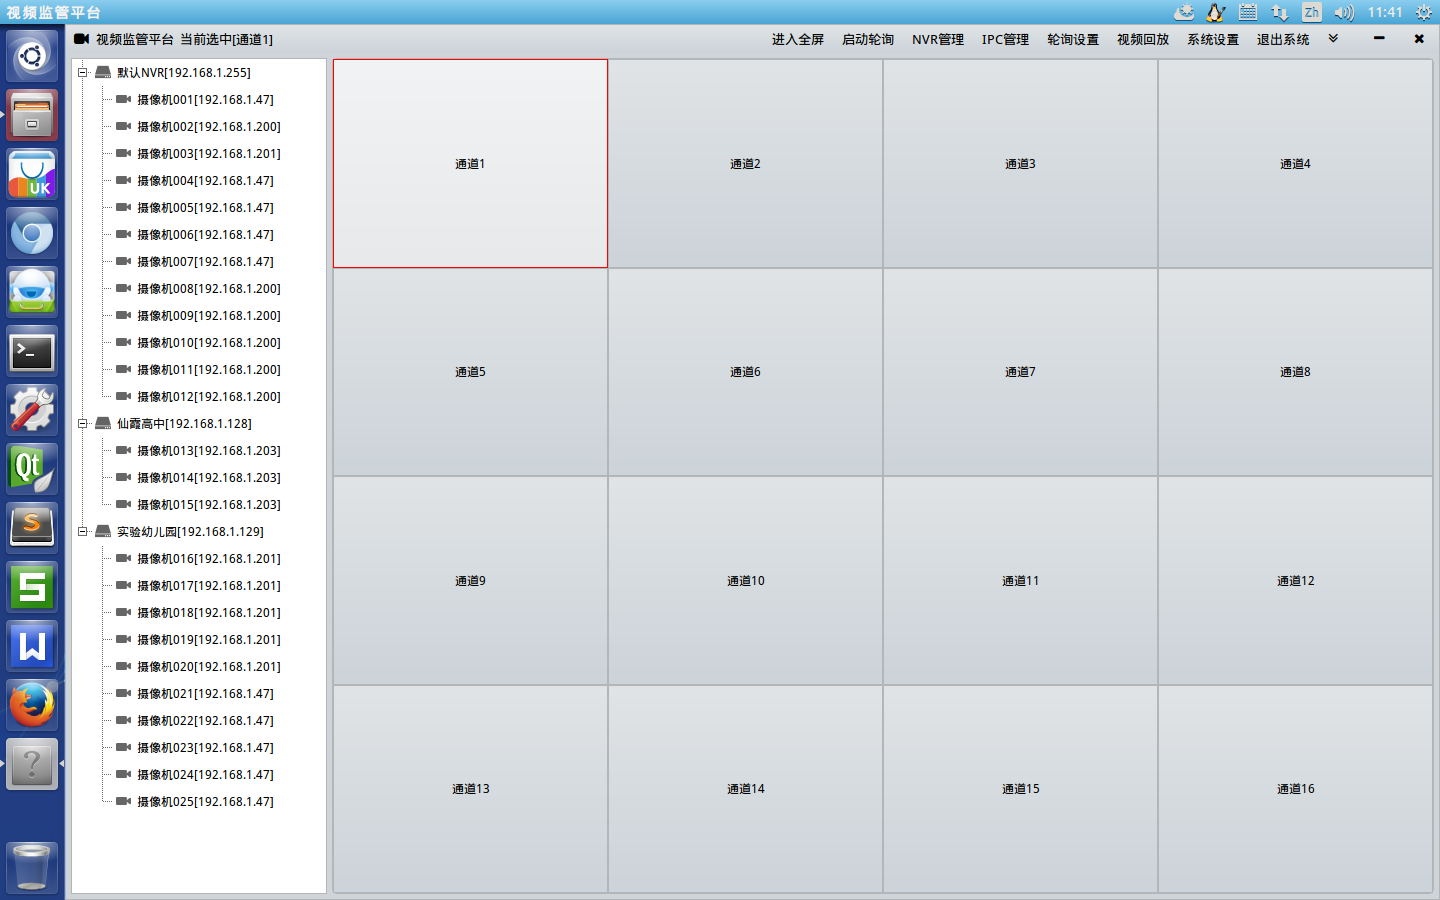 视频监管平台
Zh
11:41
视频监管平台 当前选中[通道1]
进入全屏 启动轮询 NVR管理 IPC管理 轮询设置 视频回放 系统设置 退出系统
默认NVR[192.168.1.255]
摄像机001[192.168.1.47]
摄像机002[192.168.1.200]
摄像机003[192.168.1.201]
摄像机004[192.168.1.47]
摄像机005[192.168.1.47]
摄像机006[192.168.1.47]
摄像机007[192.168.1.47]
摄像机008[192.168.1.200]
摄像机009[192.168.1.200]
摄像机010[192.168.1.200]
摄像机011[192.168.1.200]
摄像机012[192.168.1.200]
仙霞高中[192.168.1.128]
摄像机013[192.168.1.203]
摄像机014[192.168.1.203]
摄像机015[192.168.1.203]
实验幼儿园[192.168.1.129]
摄像机016[192.168.1.201]
摄像机017[192.168.1.201]
摄像机018[192.168.1.201]
摄像机019[192.168.1.201]
摄像机020[192.168.1.201]
摄像机021[192.168.1.47]
摄像机022[192.168.1.47]
摄像机023[192.168.1.47]
摄像机024[192.168.1.47]
摄像机025[192.168.1.47]
通道1
通道2
通道3
通道4
通道5
通道6
通道7
通道8
通道9
通道10
通道11
通道12
通道13
通道14
通道15
通道16
UK
>_
Qt
S
S
W
?